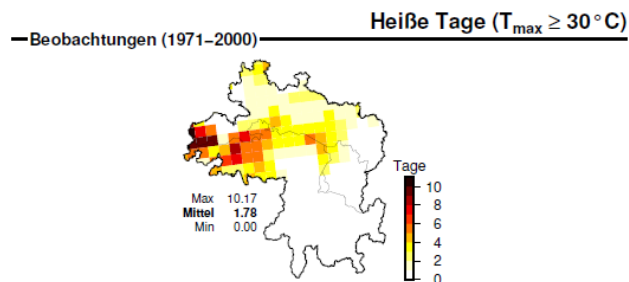 Heiße Tage (Tmax ≥ 30°C)
Beobachtungen (1971–2000)
Tage
10
8
6
4
2
0
Max 10.17
Mittel 1.78
Min 0.00